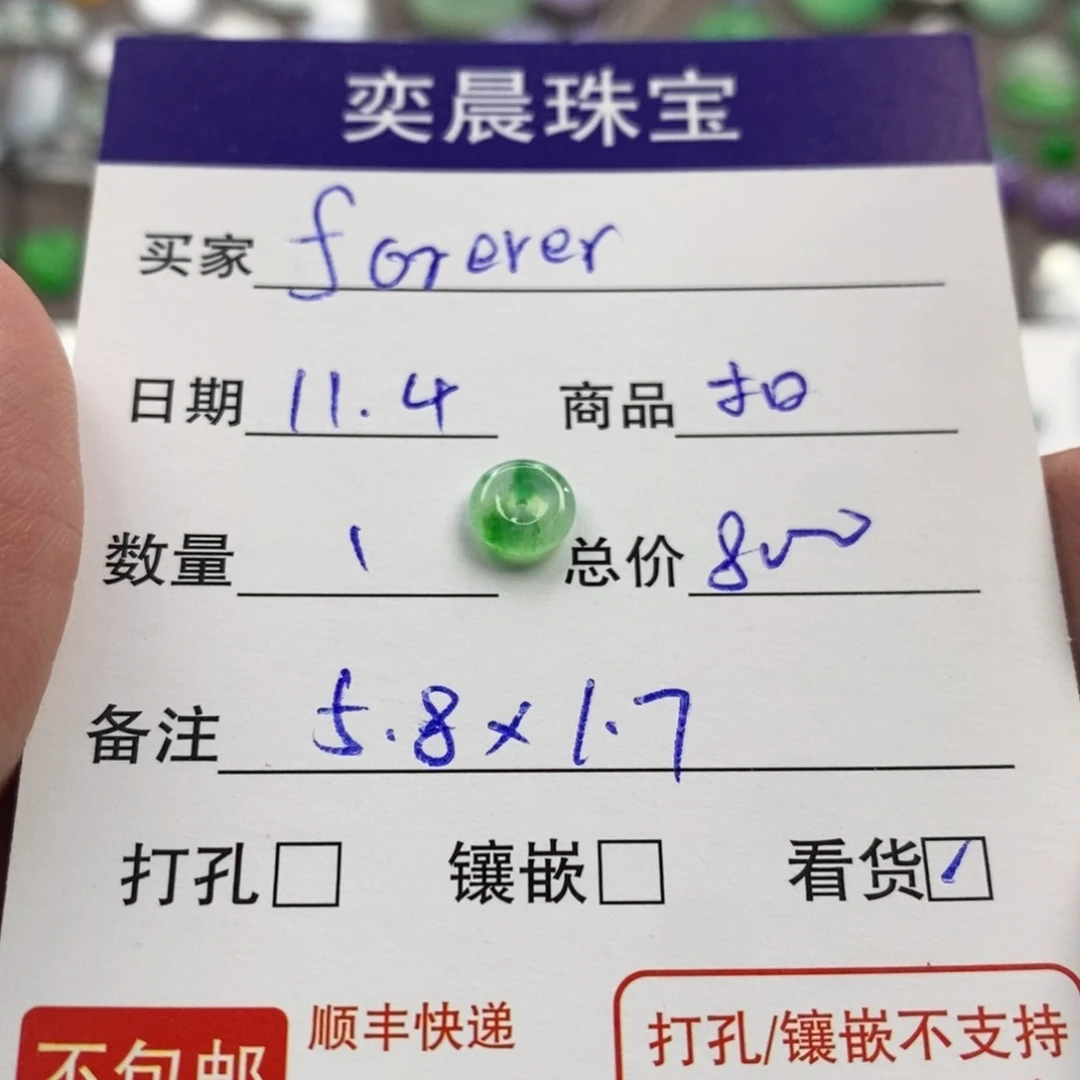 奕晨珠宝
买家 forever
日期 11.4 商品 扣
数量 1 总价 800
备注 5.8×1.7
打孔□ 镶嵌□ 看货☑
顺丰快递 打孔/镶嵌不支持
不包邮